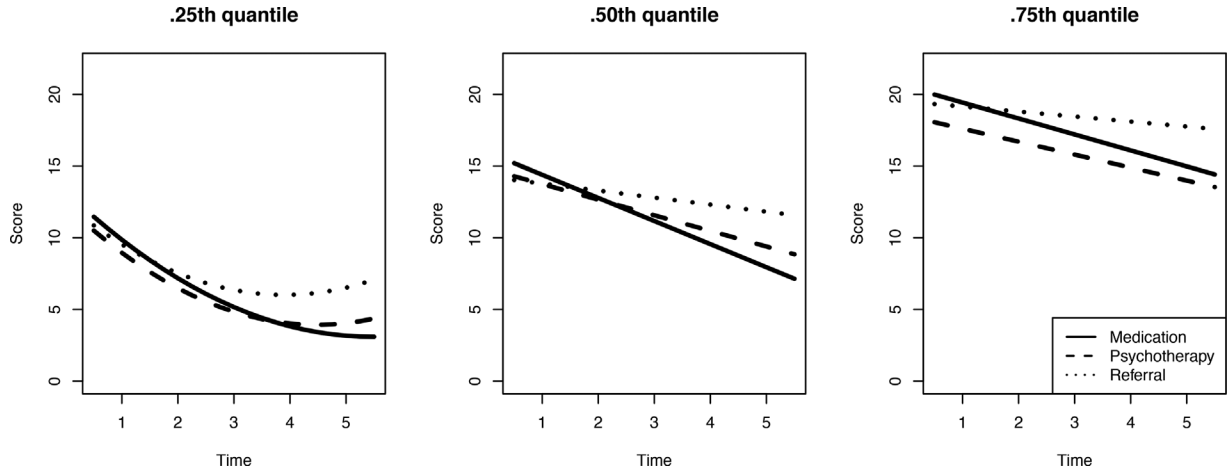 .25th quantile
Score
0
5
10
15
20
1 2 3 4 5
Time
.50th quantile
Score
0
5
10
15
20
1 2 3 4 5
Time
.75th quantile
Score
0
5
10
15
20
1 2 3 4 5
Time
Medication
Psychotherapy
Referral